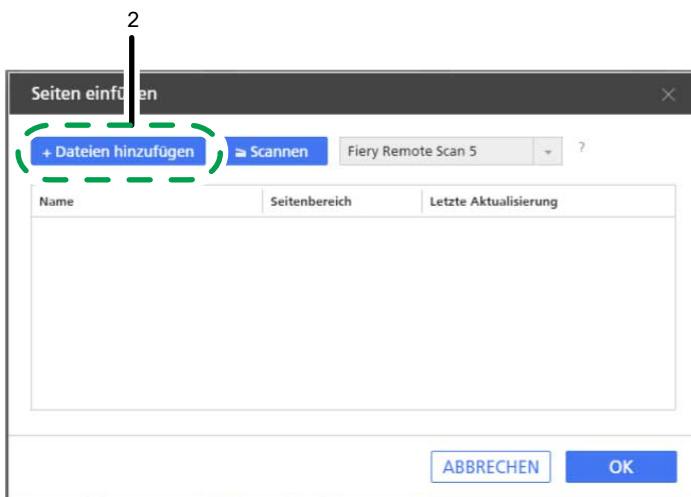 2
Seiten einfügen
+ Dateien hinzufügen Scannen Fiery Remote Scan 5 ?
Name Seitenbereich Letzte Aktualisierung
ABBRECHEN OK